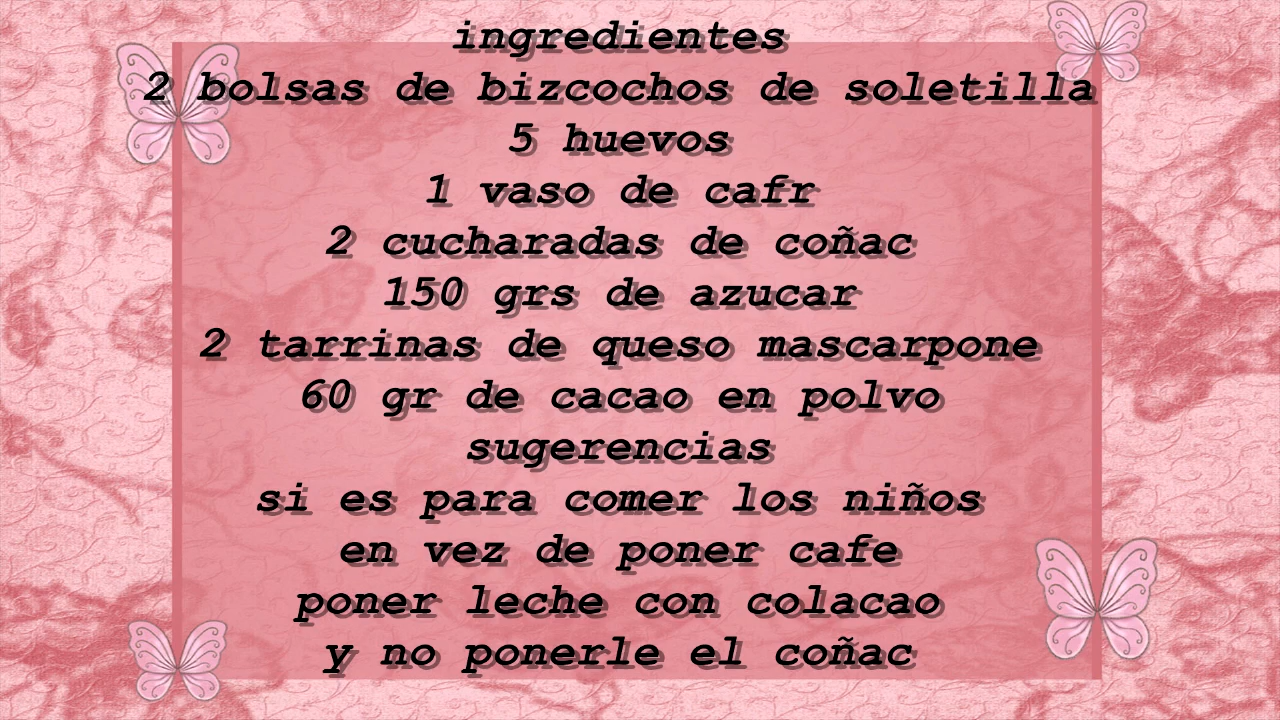 ingredientes
2 bolsas de bizcochos de soletilla
5 huevos
1 vaso de cafr
2 cucharadas de coñac
150 grs de azucar
2 tarrinas de queso mascarpone
60 gr de cacao en polvo
sugerencias
si es para comer los niños
en vez de poner cafe
poner leche con colacao
y no ponerle el coñac